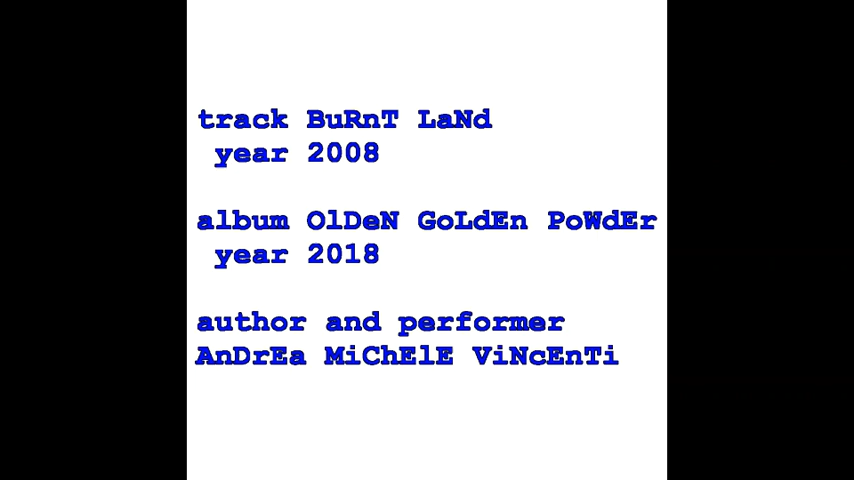 track BuRnT LaNd
year 2008
album OlDeN GoLdEn PoWdEr
year 2018
author and performer
AnDrEa MiChElE ViNcEnTi